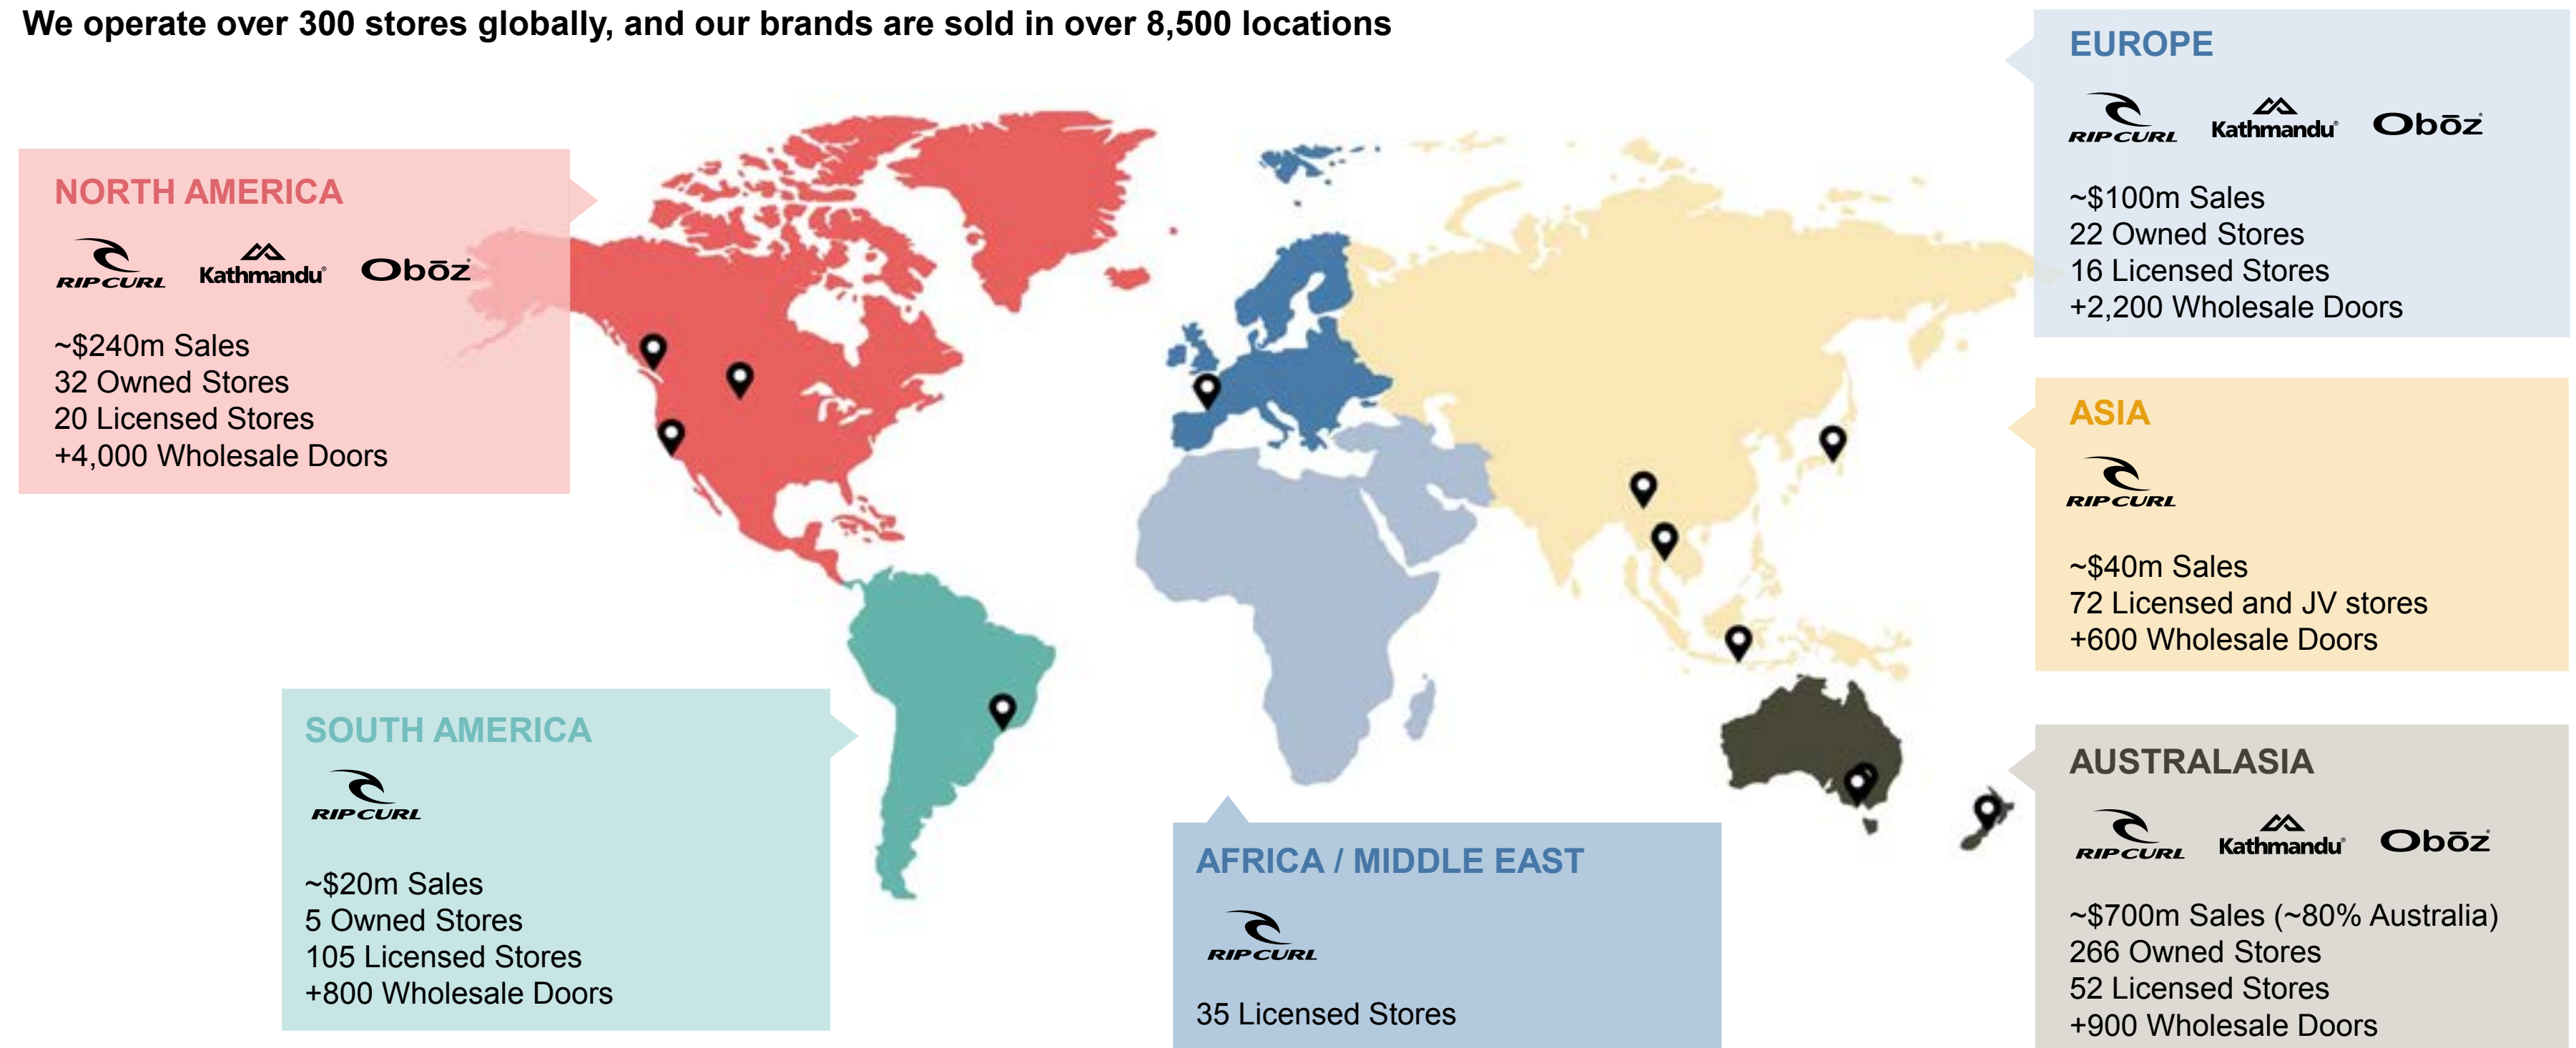 We operate over 300 stores globally, and our brands are sold in over 8,500 locations
NORTH AMERICA
RIP CURL Kathmandu® Obōz
~$240m Sales
32 Owned Stores
20 Licensed Stores
+4,000 Wholesale Doors
SOUTH AMERICA
RIP CURL
~$20m Sales
5 Owned Stores
105 Licensed Stores
+800 Wholesale Doors
AFRICA / MIDDLE EAST
RIP CURL
35 Licensed Stores
EUROPE
RIP CURL Kathmandu® Obōz
~$100m Sales
22 Owned Stores
16 Licensed Stores
+2,200 Wholesale Doors
ASIA
RIP CURL
~$40m Sales
72 Licensed and JV stores
+600 Wholesale Doors
AUSTRALASIA
RIP CURL Kathmandu® Obōz
~$700m Sales (~80% Australia)
266 Owned Stores
52 Licensed Stores
+900 Wholesale Doors